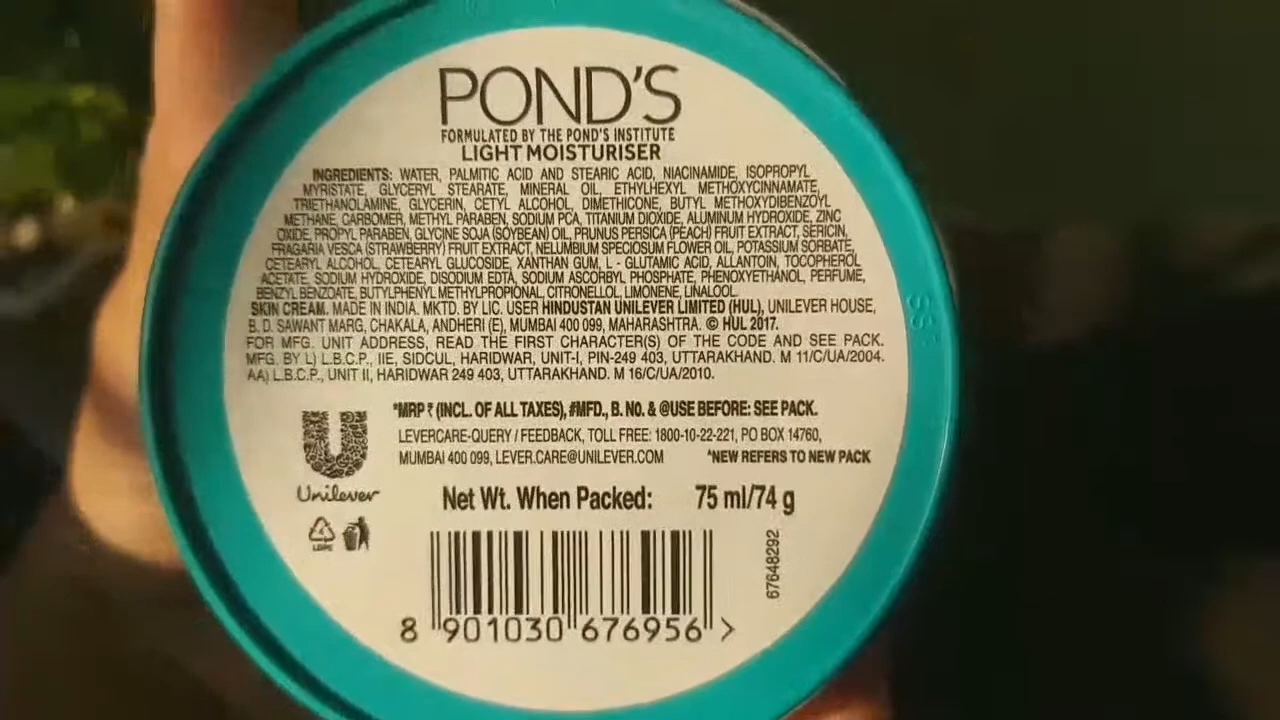 POND'S
FORMULATED BY THE POND'S INSTITUTE
LIGHT MOISTURISER
INGREDIENTS: WATER, PALMITIC ACID AND STEARIC ACID, NIACINAMIDE, ISOPROPYL
MYRISTATE, GLYCERYL STEARATE, MINERAL OIL, ETHYLHEXYL METHOXYCINNAMATE,
TRIETHANOLAMINE, GLYCERIN, CETYL ALCOHOL, DIMETHICONE, BUTYL METHOXYDIBENZOYL
METHANE, CARBOMER, METHYL PARABEN, SODIUM PCA, TITANIUM DIOXIDE, ALUMINUM HYDROXIDE, ZINC
OXIDE, PROPYL PARABEN, GLYCINE SOJA (SOYBEAN) OIL, PRUNUS PERSICA (PEACH) FRUIT EXTRACT, SERICIN,
FRAGARIA VESCA (STRAWBERRY) FRUIT EXTRACT, NELUMBIUM SPECIOSUM FLOWER OIL, POTASSIUM SORBATE,
CETEARYL ALCOHOL, CETEARYL GLUCOSIDE, XANTHAN GUM, L - GLUTAMIC ACID, ALLANTOIN, TOCOPHEROL
ACETATE, SODIUM HYDROXIDE, DISODIUM EDTA, SODIUM ASCORBYL PHOSPHATE, PHENOXYETHANOL, PERFUME,
BENZYL BENZOATE, BUTYLPHENYL METHYLPROPIONAL, CITRONELLOL, LIMONENE, LINALOOL.
SKIN CREAM. MADE IN INDIA. MKTD. BY LIC. USER HINDUSTAN UNILEVER LIMITED (HUL), UNILEVER HOUSE,
B. D. SAWANT MARG, CHAKALA, ANDHERI (E), MUMBAI 400 099, MAHARASHTRA. © HUL 2017.
FOR MFG. UNIT ADDRESS, READ THE FIRST CHARACTER(S) OF THE CODE AND SEE PACK.
MFG. BY L) L.B.C.P., IIE, SIDCUL, HARIDWAR, UNIT-I, PIN-249 403, UTTARAKHAND. M 11/C/UA/2004.
AA) L.B.C.P., UNIT II, HARIDWAR 249 403, UTTARAKHAND. M 16/C/UA/2010.
*MRP ₹ (INCL. OF ALL TAXES), #MFD., B. NO. & @USE BEFORE: SEE PACK.
LEVERCARE-QUERY / FEEDBACK, TOLL FREE: 1800-10-22-221, PO BOX 14760,
MUMBAI 400 099, LEVER.CARE@UNILEVER.COM ^NEW REFERS TO NEW PACK
Unilever
Net Wt. When Packed: 75 ml/74 g
LDPE
67648292
8 901030 676956 >